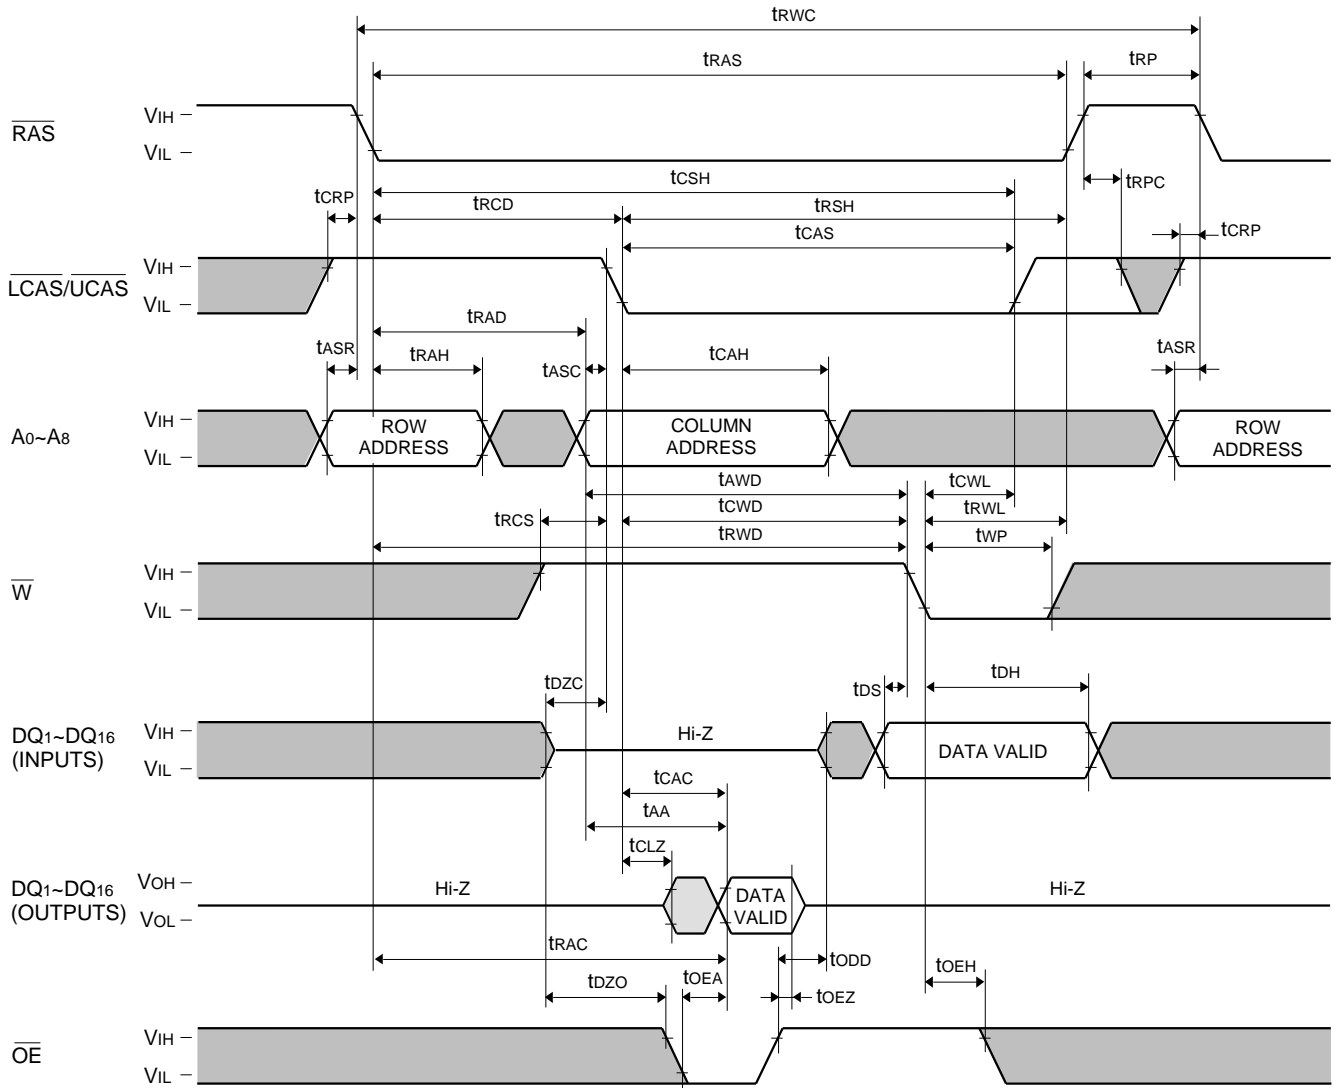 tRWC
tRAS
tRP
RAS
VIH
VIL
tCSH
tRPC
tCRP
tRCD
tRSH
tCAS
tCRP
LCAS/UCAS
VIH
VIL
tRAD
tASR
tRAH
tASC
tCAH
tASR
A0~A8
VIH
VIL
ROW
ADDRESS
COLUMN
ADDRESS
ROW
ADDRESS
tAWD
tCWL
tRCS
tCWD
tRWL
tRWD
tWP
W
VIH
VIL
tDZC
tDS
tDH
DQ1~DQ16
(INPUTS)
VIH
VIL
Hi-Z
DATA VALID
tCAC
tAA
tCLZ
DQ1~DQ16
(OUTPUTS)
VOH
VOL
Hi-Z
DATA
VALID
Hi-Z
tRAC
tODD
tOEH
tDZO
tOEA
tOEZ
OE
VIH
VIL